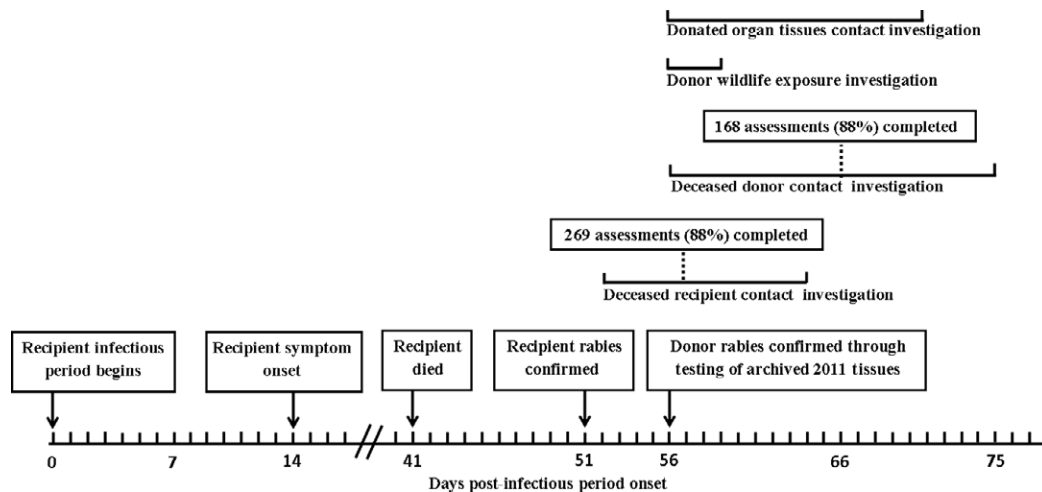 Donated organ tissues contact investigation
Donor wildlife exposure investigation
168 assessments (88%) completed
Deceased donor contact investigation
269 assessments (88%) completed
Deceased recipient contact investigation
Recipient infectious
period begins
Recipient symptom
onset
Recipient
died
Recipient rabies
confirmed
Donor rabies confirmed through
testing of archived 2011 tissues
0 7 14 41 51 56 66 75
Days post-infectious period onset